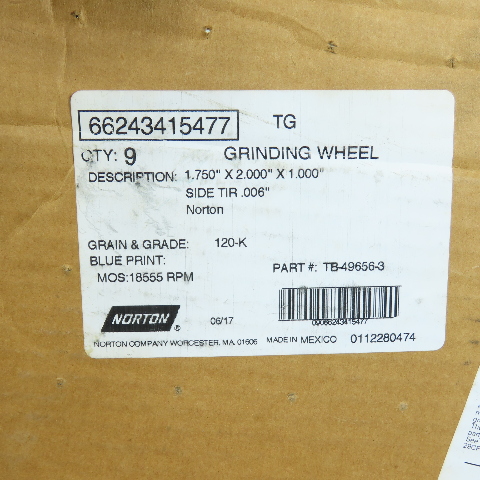 66243415477 TG
QTY: 9 GRINDING WHEEL
DESCRIPTION: 1.750" X 2.000" X 1.000"
SIDE TIR .006"
Norton
GRAIN & GRADE: 120-K
BLUE PRINT:
MOS:18555 RPM
PART #: TB-49656-3
NORTON ®
06/17
09066243415477
NORTON COMPANY WORCESTER, MA. 01606 MADE IN MEXICO 0112280474
See